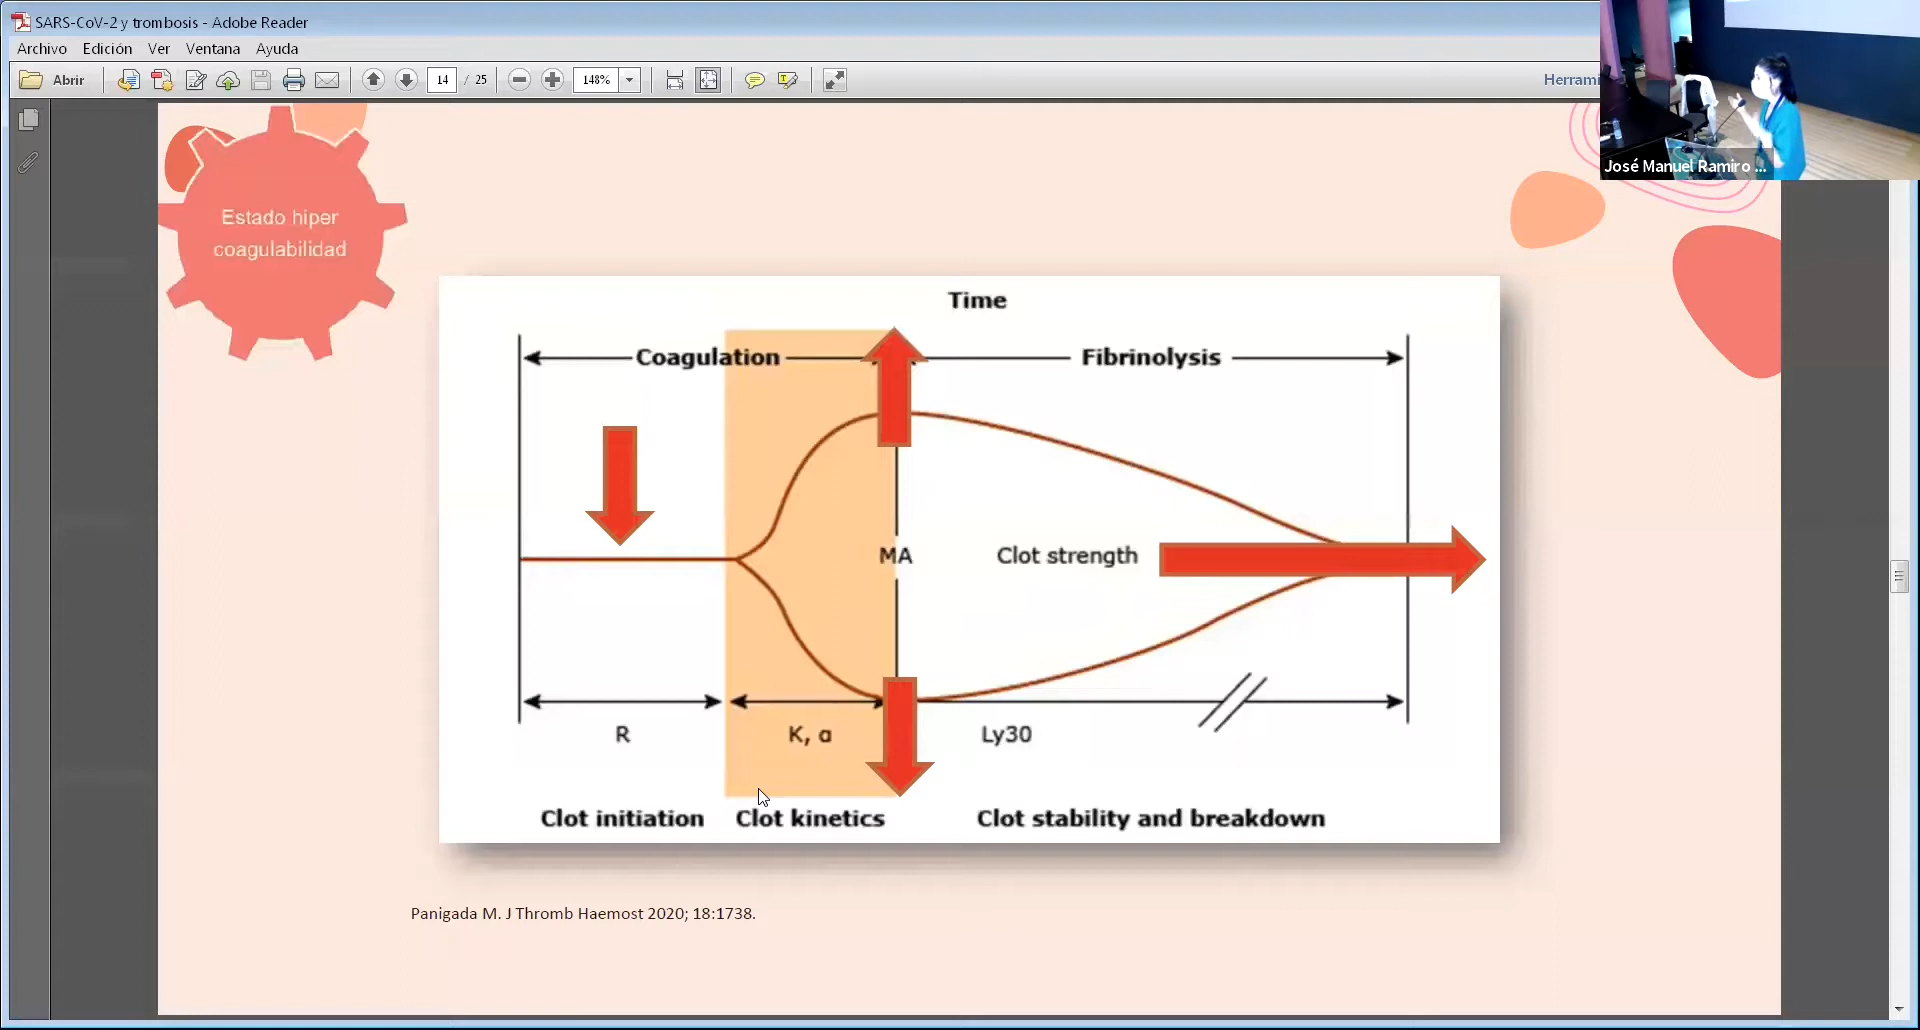 SARS-CoV-2 y trombosis - Adobe Reader
Archivo Edición Ver Ventana Ayuda
Abrir 14 / 25 148%
José Manuel Ramiro ...
Estado hiper
coagulabilidad
Time
Coagulation Fibrinolysis
MA Clot strength
R K, α Ly30
Clot initiation Clot kinetics Clot stability and breakdown
Panigada M. J Thromb Haemost 2020; 18:1738.